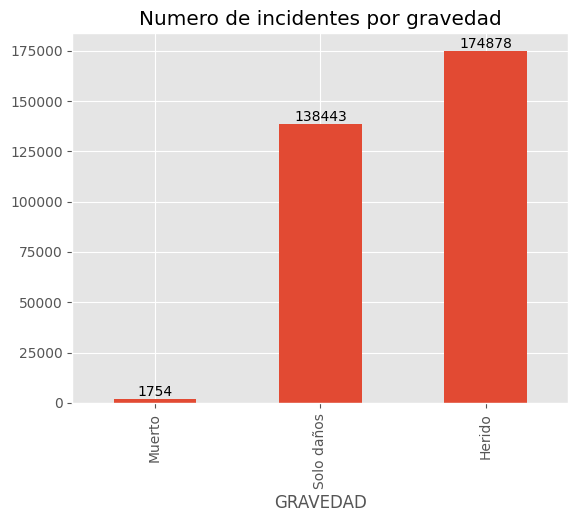 Numero de incidentes por gravedad
175000
150000
125000
100000
75000
50000
25000
0
1754
138443
174878
Muerto
Solo daños
Herido
GRAVEDAD